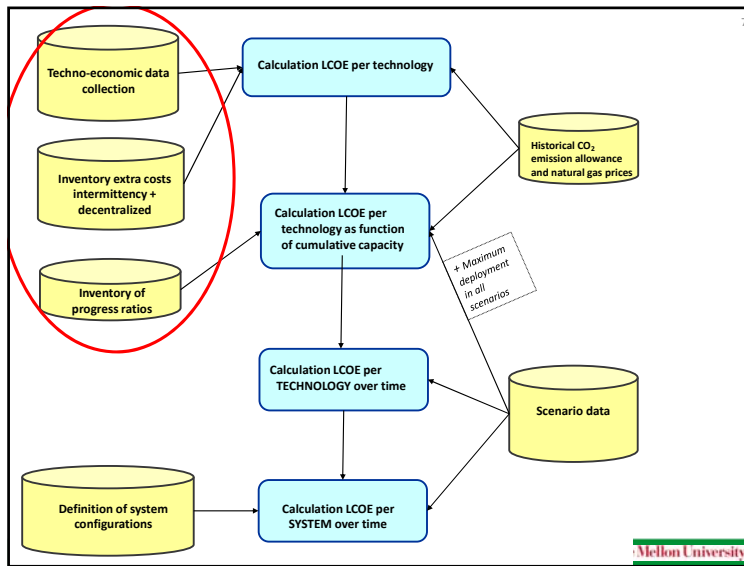 7
Techno-economic data
collection
Calculation LCOE per technology
Inventory extra costs
intermittency +
decentralized
Historical CO₂
emission allowance
and natural gas prices
Calculation LCOE per
technology as function
of cumulative capacity
+ Maximum
deployment
in all
scenarios
Inventory of
progress ratios
Calculation LCOE per
TECHNOLOGY over time
Scenario data
Definition of system
configurations
Calculation LCOE per
SYSTEM over time
Mellon University